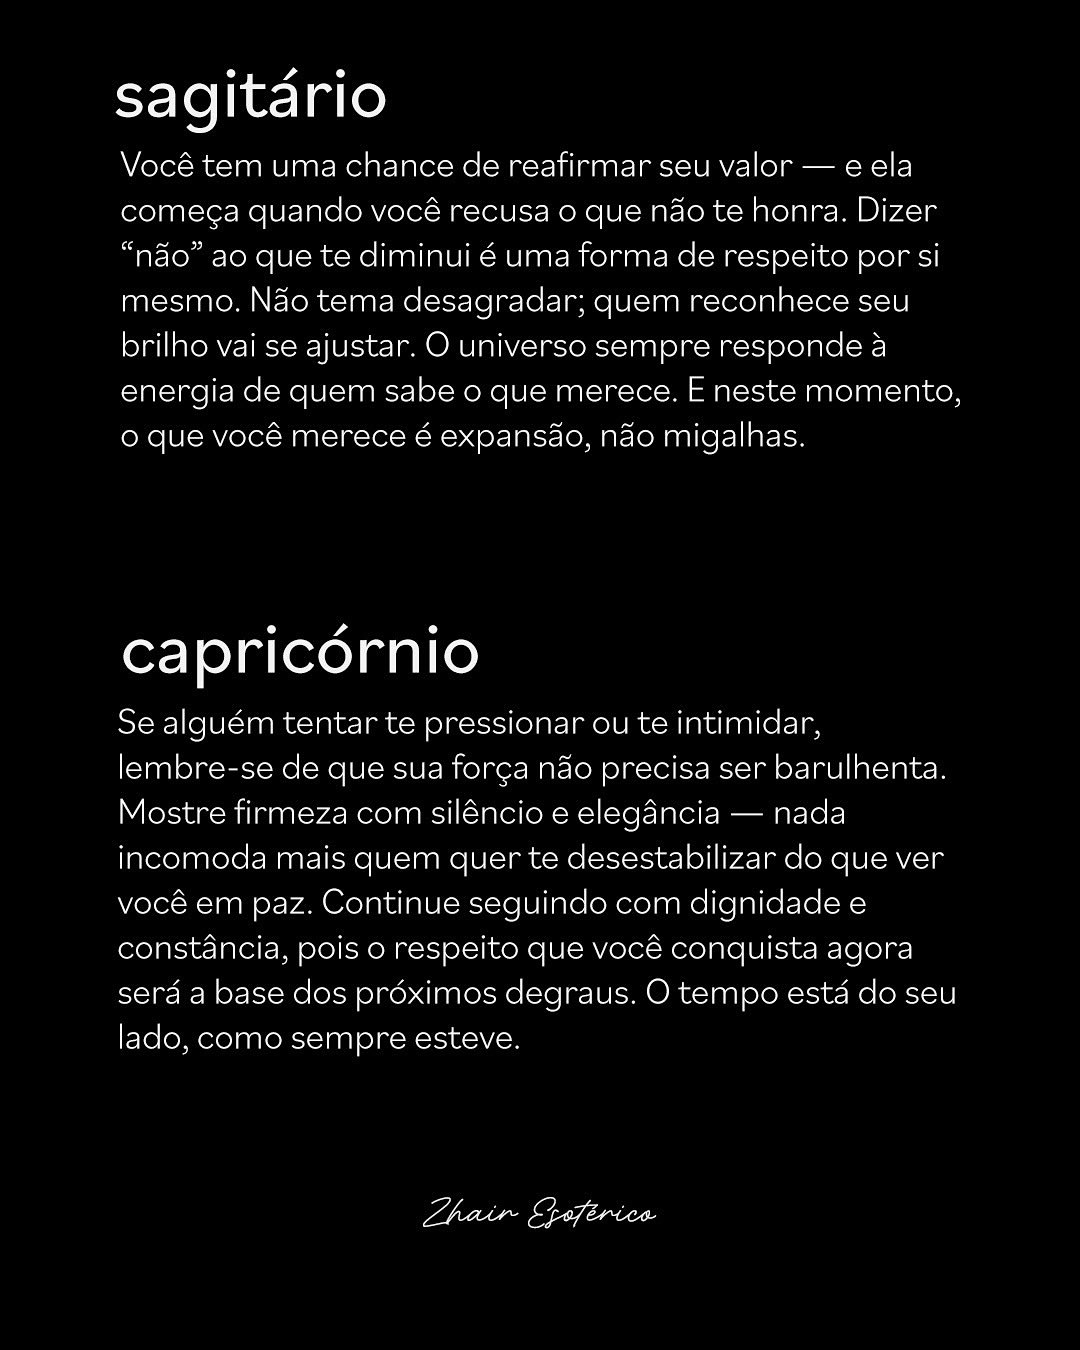 sagitário
Você tem uma chance de reafirmar seu valor — e ela
começa quando você recusa o que não te honra. Dizer
“não” ao que te diminui é uma forma de respeito por si
mesmo. Não tema desagradar; quem reconhece seu
brilho vai se ajustar. O universo sempre responde à
energia de quem sabe o que merece. E neste momento,
o que você merece é expansão, não migalhas.
capricórnio
Se alguém tentar te pressionar ou te intimidar,
lembre-se de que sua força não precisa ser barulhenta.
Mostre firmeza com silêncio e elegância — nada
incomoda mais quem quer te desestabilizar do que ver
você em paz. Continue seguindo com dignidade e
constância, pois o respeito que você conquista agora
será a base dos próximos degraus. O tempo está do seu
lado, como sempre esteve.
Zhair Esotérico